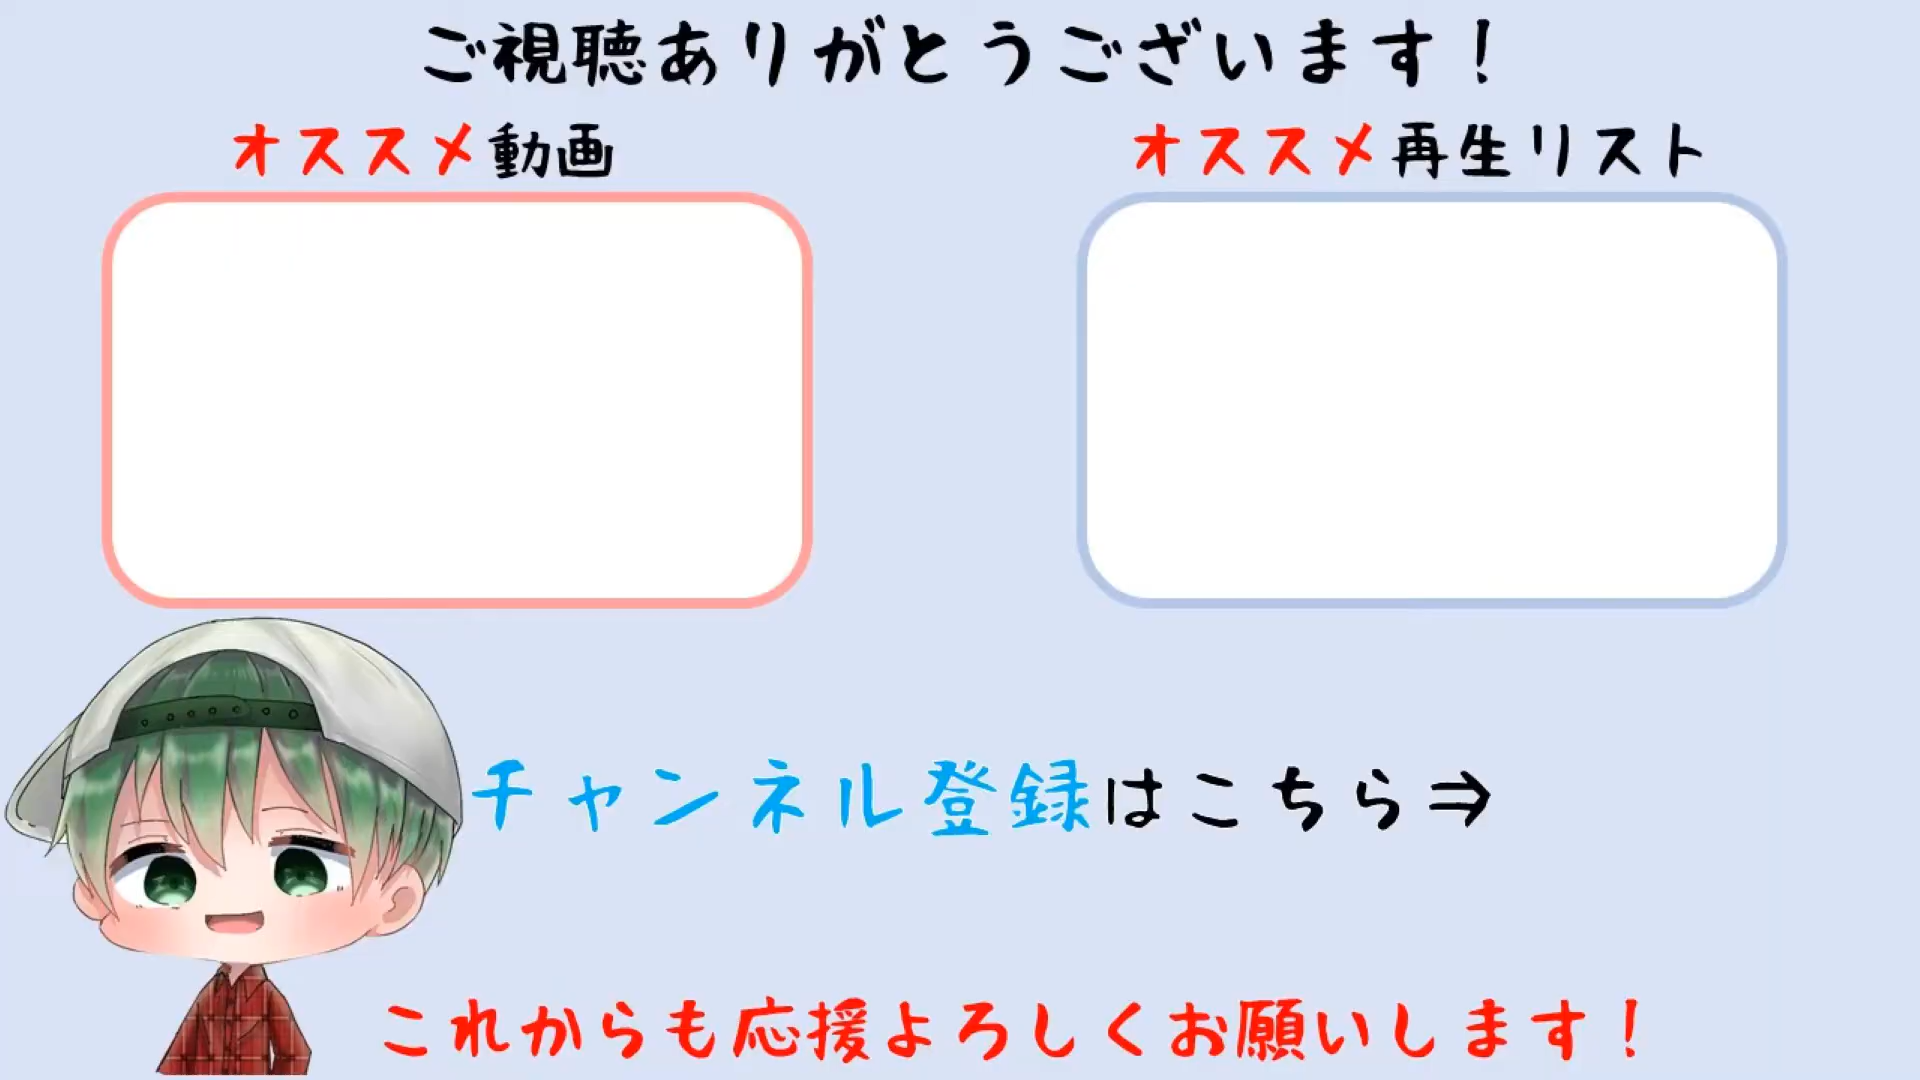 ご視聴ありがとうございます！
オススメ動画
オススメ再生リスト
チャンネル登録はこちら⇒
これからも応援よろしくお願いします！